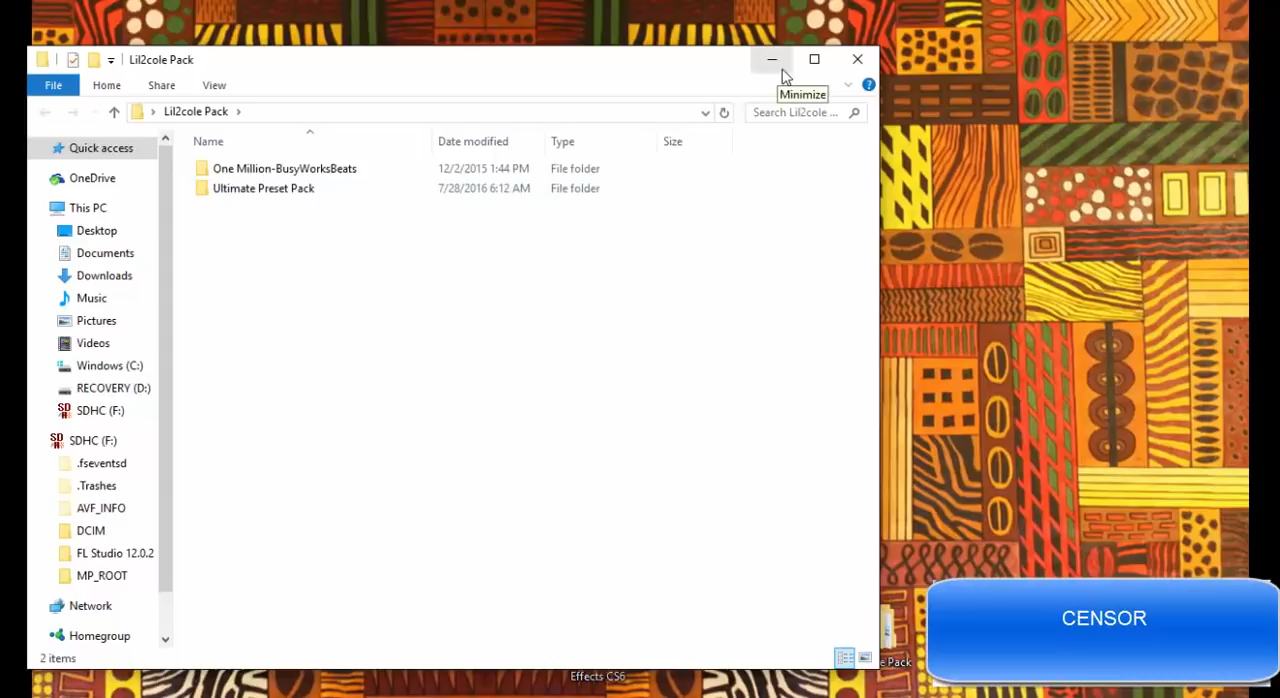 Lil2cole Pack
File Home Share View
Lil2cole Pack
Search Lil2cole ...
Minimize
Name Date modified Type Size
One Million-BusyWorksBeats 12/2/2015 1:44 PM File folder
Ultimate Preset Pack 7/28/2016 6:12 AM File folder
Quick access
OneDrive
This PC
Desktop
Documents
Downloads
Music
Pictures
Videos
Windows (C:)
RECOVERY (D:)
SDHC (F:)
SDHC (F:)
.fseventsd
.Trashes
AVF_INFO
DCIM
FL Studio 12.0.2
MP_ROOT
Network
Homegroup
2 items
CENSOR
e Pack
Effects CS6